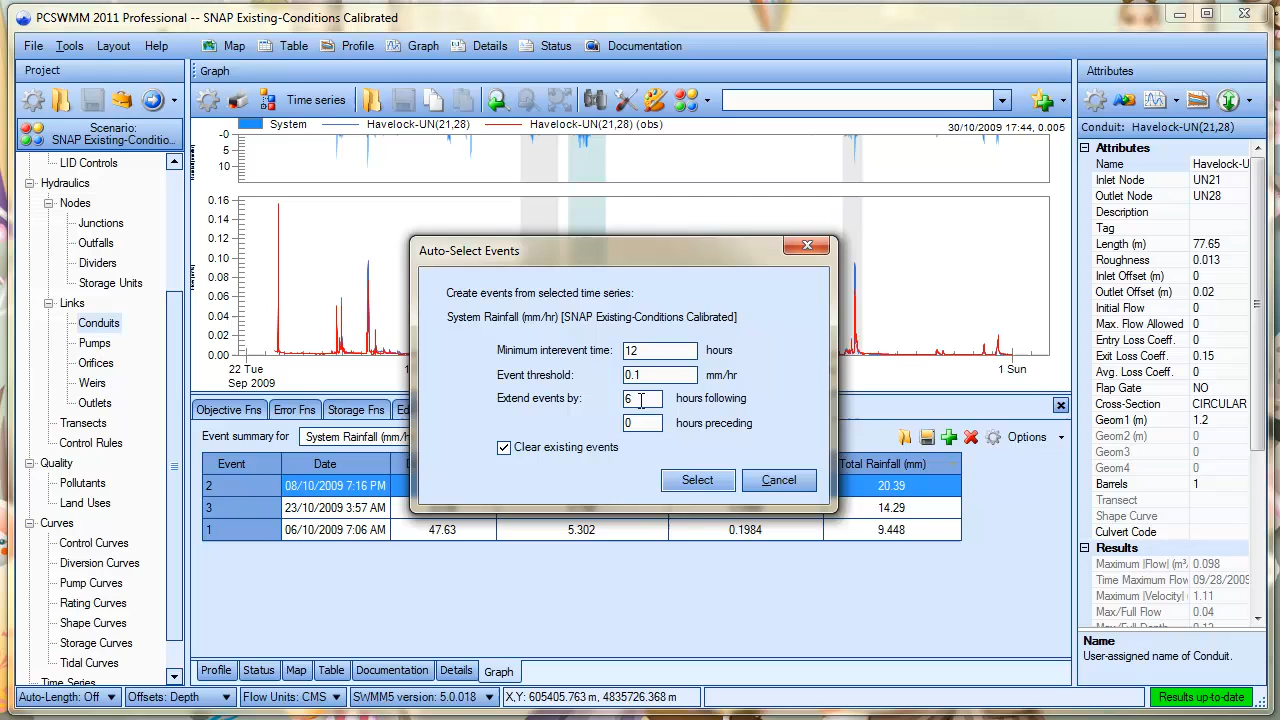 PCSWMM 2011 Professional -- SNAP Existing-Conditions Calibrated
File Tools Layout Help Map Table Profile Graph Details Status Documentation
Project
Graph
Attributes
Time series
Scenario:
SNAP Existing-Conditio...
Conduit: Havelock-UN(21,28)
System Havelock-UN(21,28) Havelock-UN(21,28) (obs)
30/10/2009 17:44, 0.005
-0
5
10
0.16
0.14
0.12
0.10
0.08
0.06
0.04
0.02
0.00
22 Tue
Sep 2009
1 Sun
LID Controls
Hydraulics
Nodes
Junctions
Outfalls
Dividers
Storage Units
Links
Conduits
Pumps
Orifices
Weirs
Outlets
Transects
Control Rules
Quality
Pollutants
Land Uses
Curves
Control Curves
Diversion Curves
Pump Curves
Rating Curves
Shape Curves
Storage Curves
Tidal Curves
Time Series
Auto-Select Events
Create events from selected time series:
System Rainfall (mm/hr) [SNAP Existing-Conditions Calibrated]
Minimum interevent time: 12 hours
Event threshold: 0.1 mm/hr
Extend events by: 6 hours following
0 hours preceding
Clear existing events
Select Cancel
Objective Fns Error Fns Storage Fns
Event summary for System Rainfall (mm/h
Options
Event Date Total Rainfall (mm)
2 08/10/2009 7:16 PM 20.39
3 23/10/2009 3:57 AM 14.29
1 06/10/2009 7:06 AM 47.63 5.302 0.1984 9.448
Profile Status Map Table Documentation Details Graph
Attributes
Name Havelock-U
Inlet Node UN21
Outlet Node UN28
Description
Tag
Length (m) 77.65
Roughness 0.013
Inlet Offset (m) 0
Outlet Offset (m) 0.02
Initial Flow 0
Max. Flow Allowed 0
Entry Loss Coeff. 0
Exit Loss Coeff. 0.15
Avg. Loss Coeff. 0
Flap Gate NO
Cross-Section CIRCULAR
Geom1 (m) 1.2
Geom2 (m) 0
Geom3 0
Geom4 0
Barrels 1
Transect
Shape Curve
Culvert Code
Results
Maximum |Flow| (m³/ 0.098
Time Maximum Flow 09/28/2009
Maximum |Velocity| ( 1.11
Max/Full Flow 0.04
Name
User-assigned name of Conduit.
Auto-Length: Off Offsets: Depth Flow Units: CMS SWMM5 version: 5.0.018 X,Y: 605405.763 m, 4835726.368 m Results up-to-date